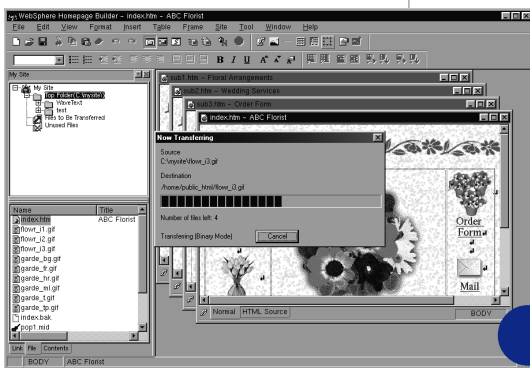 WebSphere Homepage Builder - index.htm - ABC Florist
File Edit View Format Insert Table Frame Site Tool Window Help
B I U
My Site
My Site
Top Folder(C:\mysite\)
WaveText
text
Files to Be Transferred
Unused Files
Name Title
index.htm ABC Florist
flowr_i1.gif
flowr_i2.gif
flowr_i3.gif
garde_bg.gif
garde_fr.gif
garde_hr.gif
garde_ml.gif
garde_t.gif
garde_tp.gif
index.bak
pop1.mid
Link File Contents
BODY ABC Florist
sub1.htm - Floral Arrangements
sub2.htm - Wedding Services
sub3.htm - Order Form
index.htm - ABC Florist
Now Transferring
Source
C:\mysite\flowr_i3.gif
Destination
/home/public_html/flowr_i3.gif
Number of files left: 4
Transferring (Binary Mode)
Cancel
Order
Form
Mail
Normal HTML Source
BODY